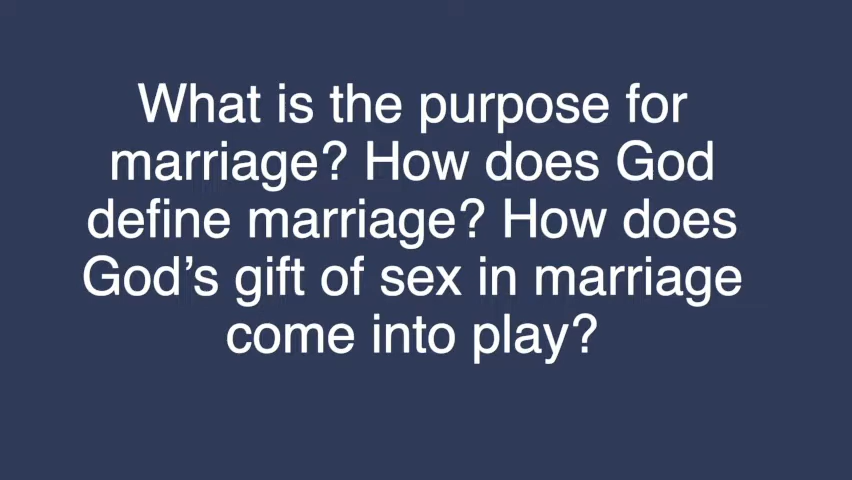 What is the purpose for
marriage? How does God
define marriage? How does
God’s gift of sex in marriage
come into play?